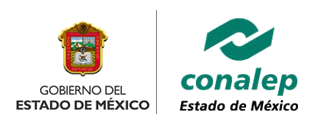 GOBIERNO DEL
ESTADO DE MÉXICO
conalep
Estado de México